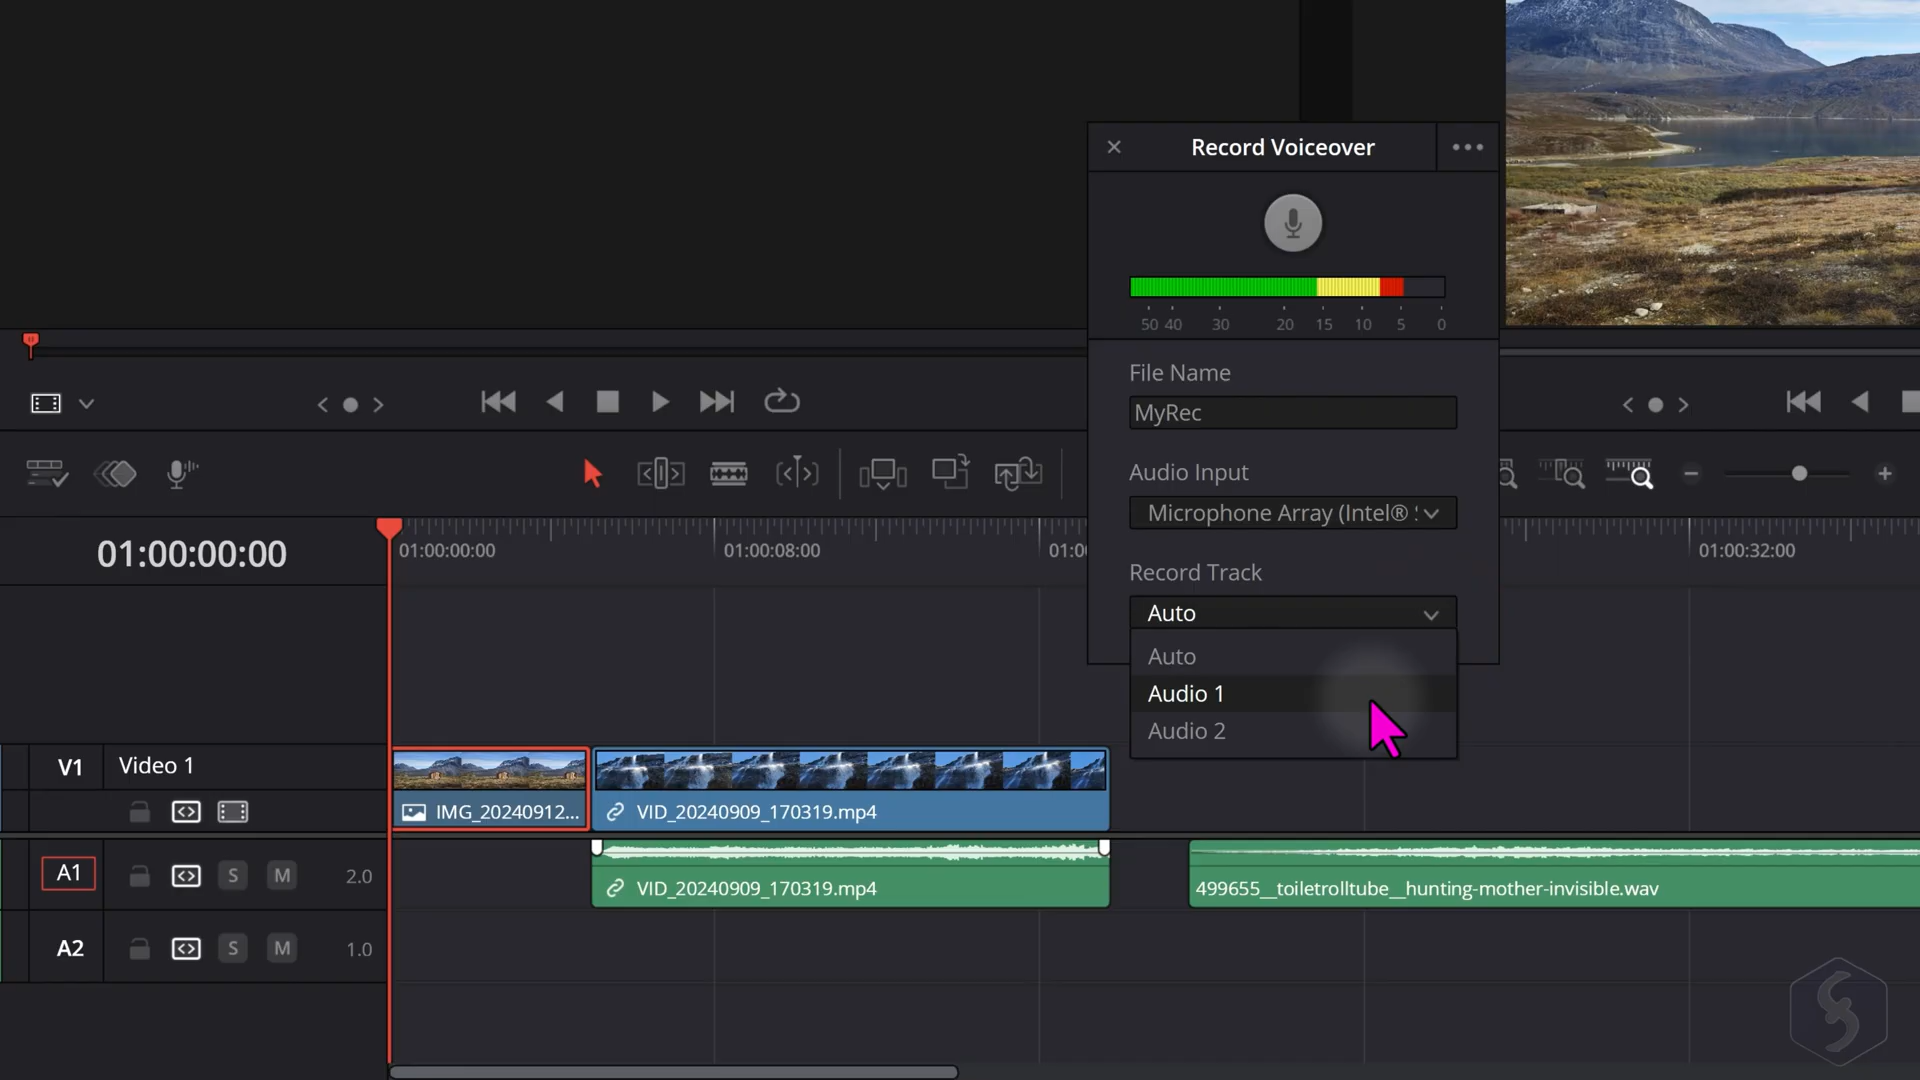 Record Voiceover
50 40 30 20 15 10 5 0
File Name
MyRec
Audio Input
Microphone Array (Intel®
Record Track
Auto
Auto
Audio 1
Audio 2
01:00:00:00
01:00:00:00
01:00:08:00
01:0
01:00:32:00
V1
Video 1
IMG_20240912...
VID_20240909_170319.mp4
A1
S
M
2.0
VID_20240909_170319.mp4
499655__toiletrolltube__hunting-mother-invisible.wav
A2
S
M
1.0